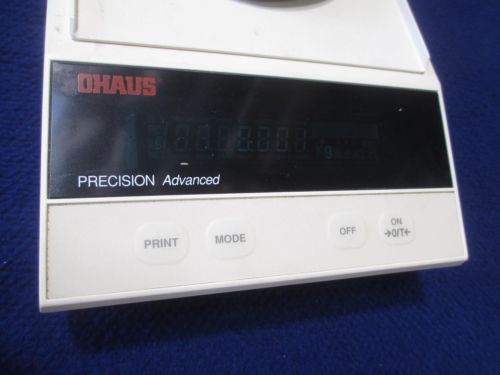 OHAUS
PRECISION Advanced
PRINT
MODE
OFF
ON
→0/T←